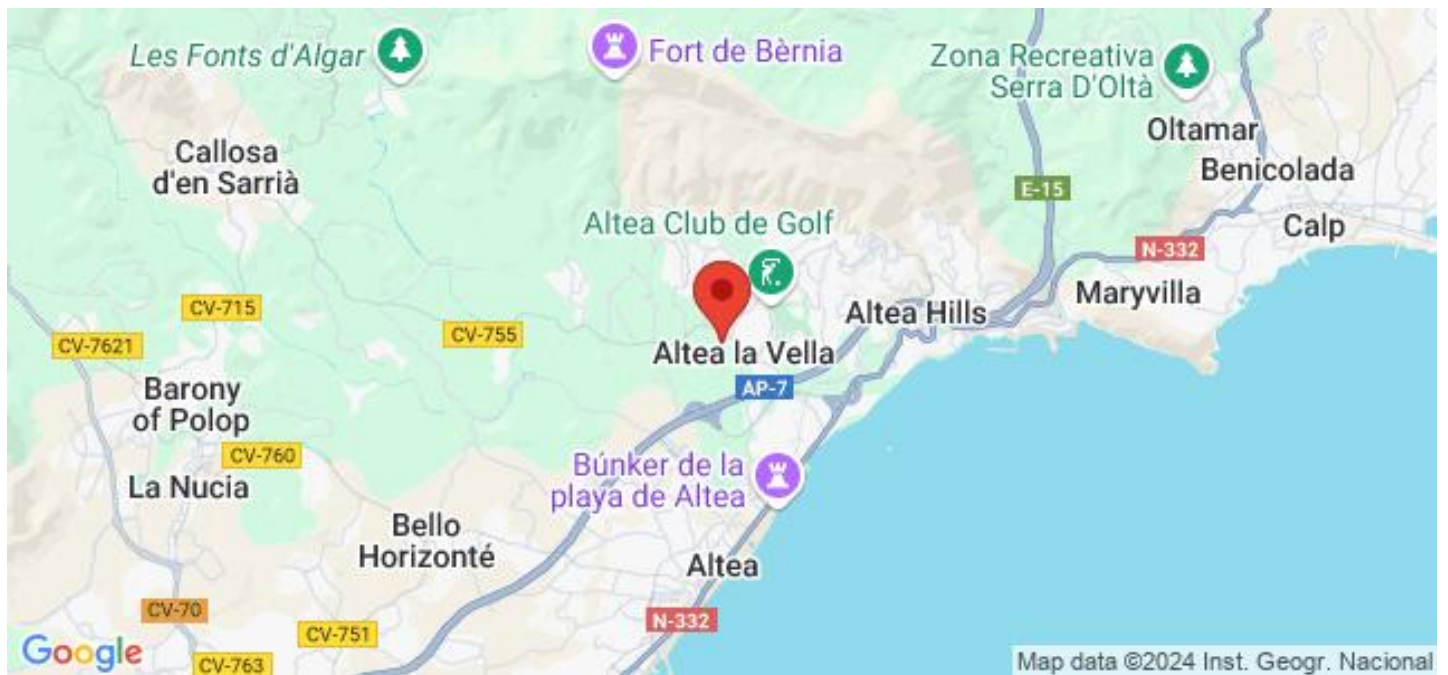 Les Fonts d'Algar
Fort de Bèrnia
Zona Recreativa
Serra D'Oltà
Oltamar
Callosa
d'en Sarrià
Benicolada
E-15
Altea Club de Golf
Calp
N-332
Maryvilla
CV-715
Altea Hills
CV-755
CV-7621
Altea la Vella
AP-7
Barony
of Polop
CV-760
Búnker de la
playa de Altea
La Nucia
Bello
Horizonté
Altea
CV-70
N-332
CV-751
Google
CV-763
Map data ©2024 Inst. Geogr. Nacional